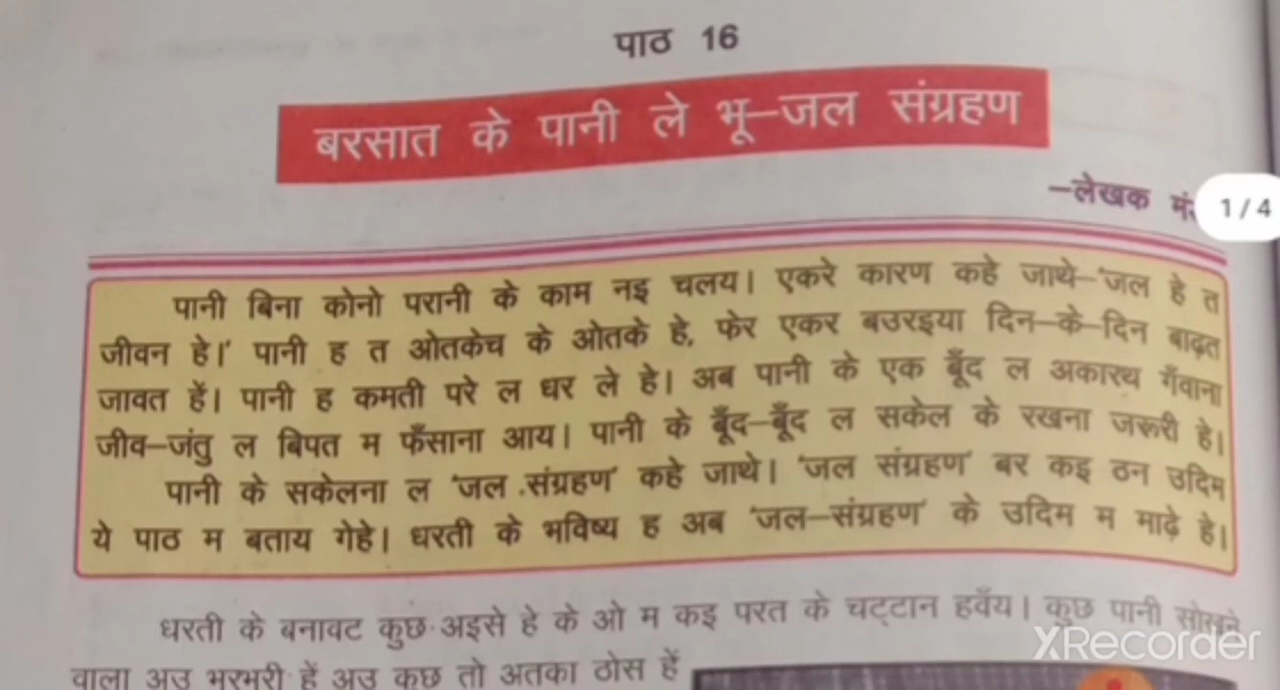 पाठ 16
बरसात के पानी ले भू–जल संग्रहण
–लेखक
1 / 4
पानी बिना कोनो परानी के काम नइ चलय। एकरे कारण कहे जाथे–'जल हे त
जीवन हे।' पानी ह त ओतकेच के ओतके हे, फेर एकर बउरइया दिन–के–दिन बाढ़त
जावत हें। पानी ह कमती परे ल धर ले हे। अब पानी के एक बूँद ल अकारथ गँवाना
जीव–जंतु ल बिपत म फँसाना आय। पानी के बूँद–बूँद ल सकेल के रखना जरूरी हे।
पानी के सकेलना ल 'जल संग्रहण' कहे जाथे। 'जल संग्रहण' बर कइ ठन उदिम
ये पाठ म बताय गेहे। धरती के भविष्य ह अब 'जल–संग्रहण' के उदिम म माढ़े हे।
धरती के बनावट कुछ अइसे हे के ओ म कइ परत के चट्टान हवँय। कुछ पानी सोखने
वाला अउ भुरभुरी हें अउ कुछ तो अतका ठोस हें
XRecorder